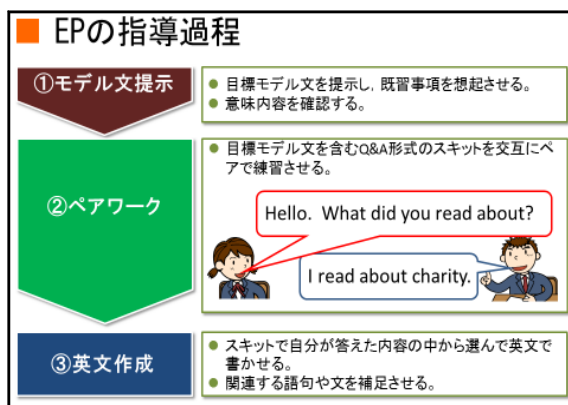 EPの指導過程
①モデル文提示
目標モデル文を提示し，既習事項を想起させる。
意味内容を確認する。
②ペアワーク
目標モデル文を含むQ&A形式のスキットを交互にペ
アで練習させる。
Hello. What did you read about?
I read about charity.
③英文作成
スキットで自分が答えた内容の中から選んで英文で
書かせる。
関連する語句や文を補足させる。